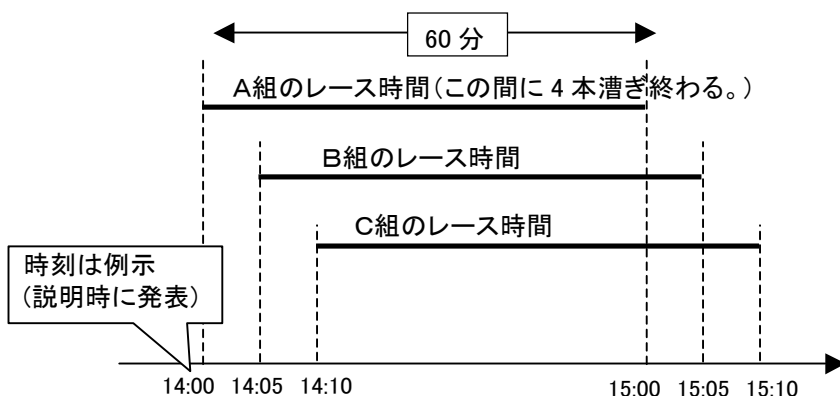 60 分
A組のレース時間(この間に 4 本漕ぎ終わる。)
B組のレース時間
C組のレース時間
時刻は例示
(説明時に発表)
14:00 14:05 14:10 15:00 15:05 15:10